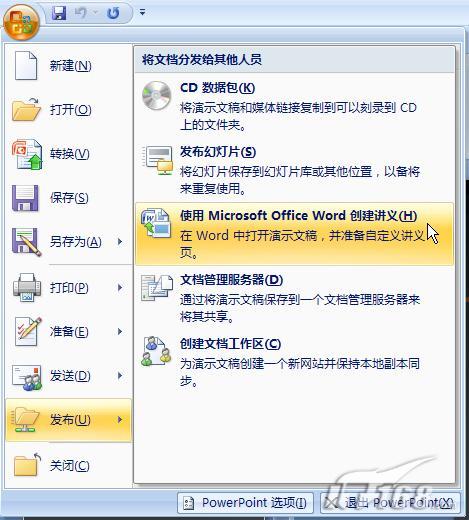 新建(N)
打开(O)
转换(V)
保存(S)
另存为(A)
打印(P)
准备(E)
发送(D)
发布(U)
关闭(C)
将文档分发给其他人员
CD 数据包(K)
将演示文稿和媒体链接复制到可以刻录到 CD
上的文件夹。
发布幻灯片(S)
将幻灯片保存到幻灯片库或其他位置，以备将
来重复使用。
使用 Microsoft Office Word 创建讲义(H)
在 Word 中打开演示文稿，并准备自定义讲义
页。
文档管理服务器(D)
通过将演示文稿保存到一个文档管理服务器来
将其共享。
创建文档工作区(C)
为演示文稿创建一个新网站并保持本地副本同
步。
PowerPoint 选项(I)
退出 PowerPoint(X)